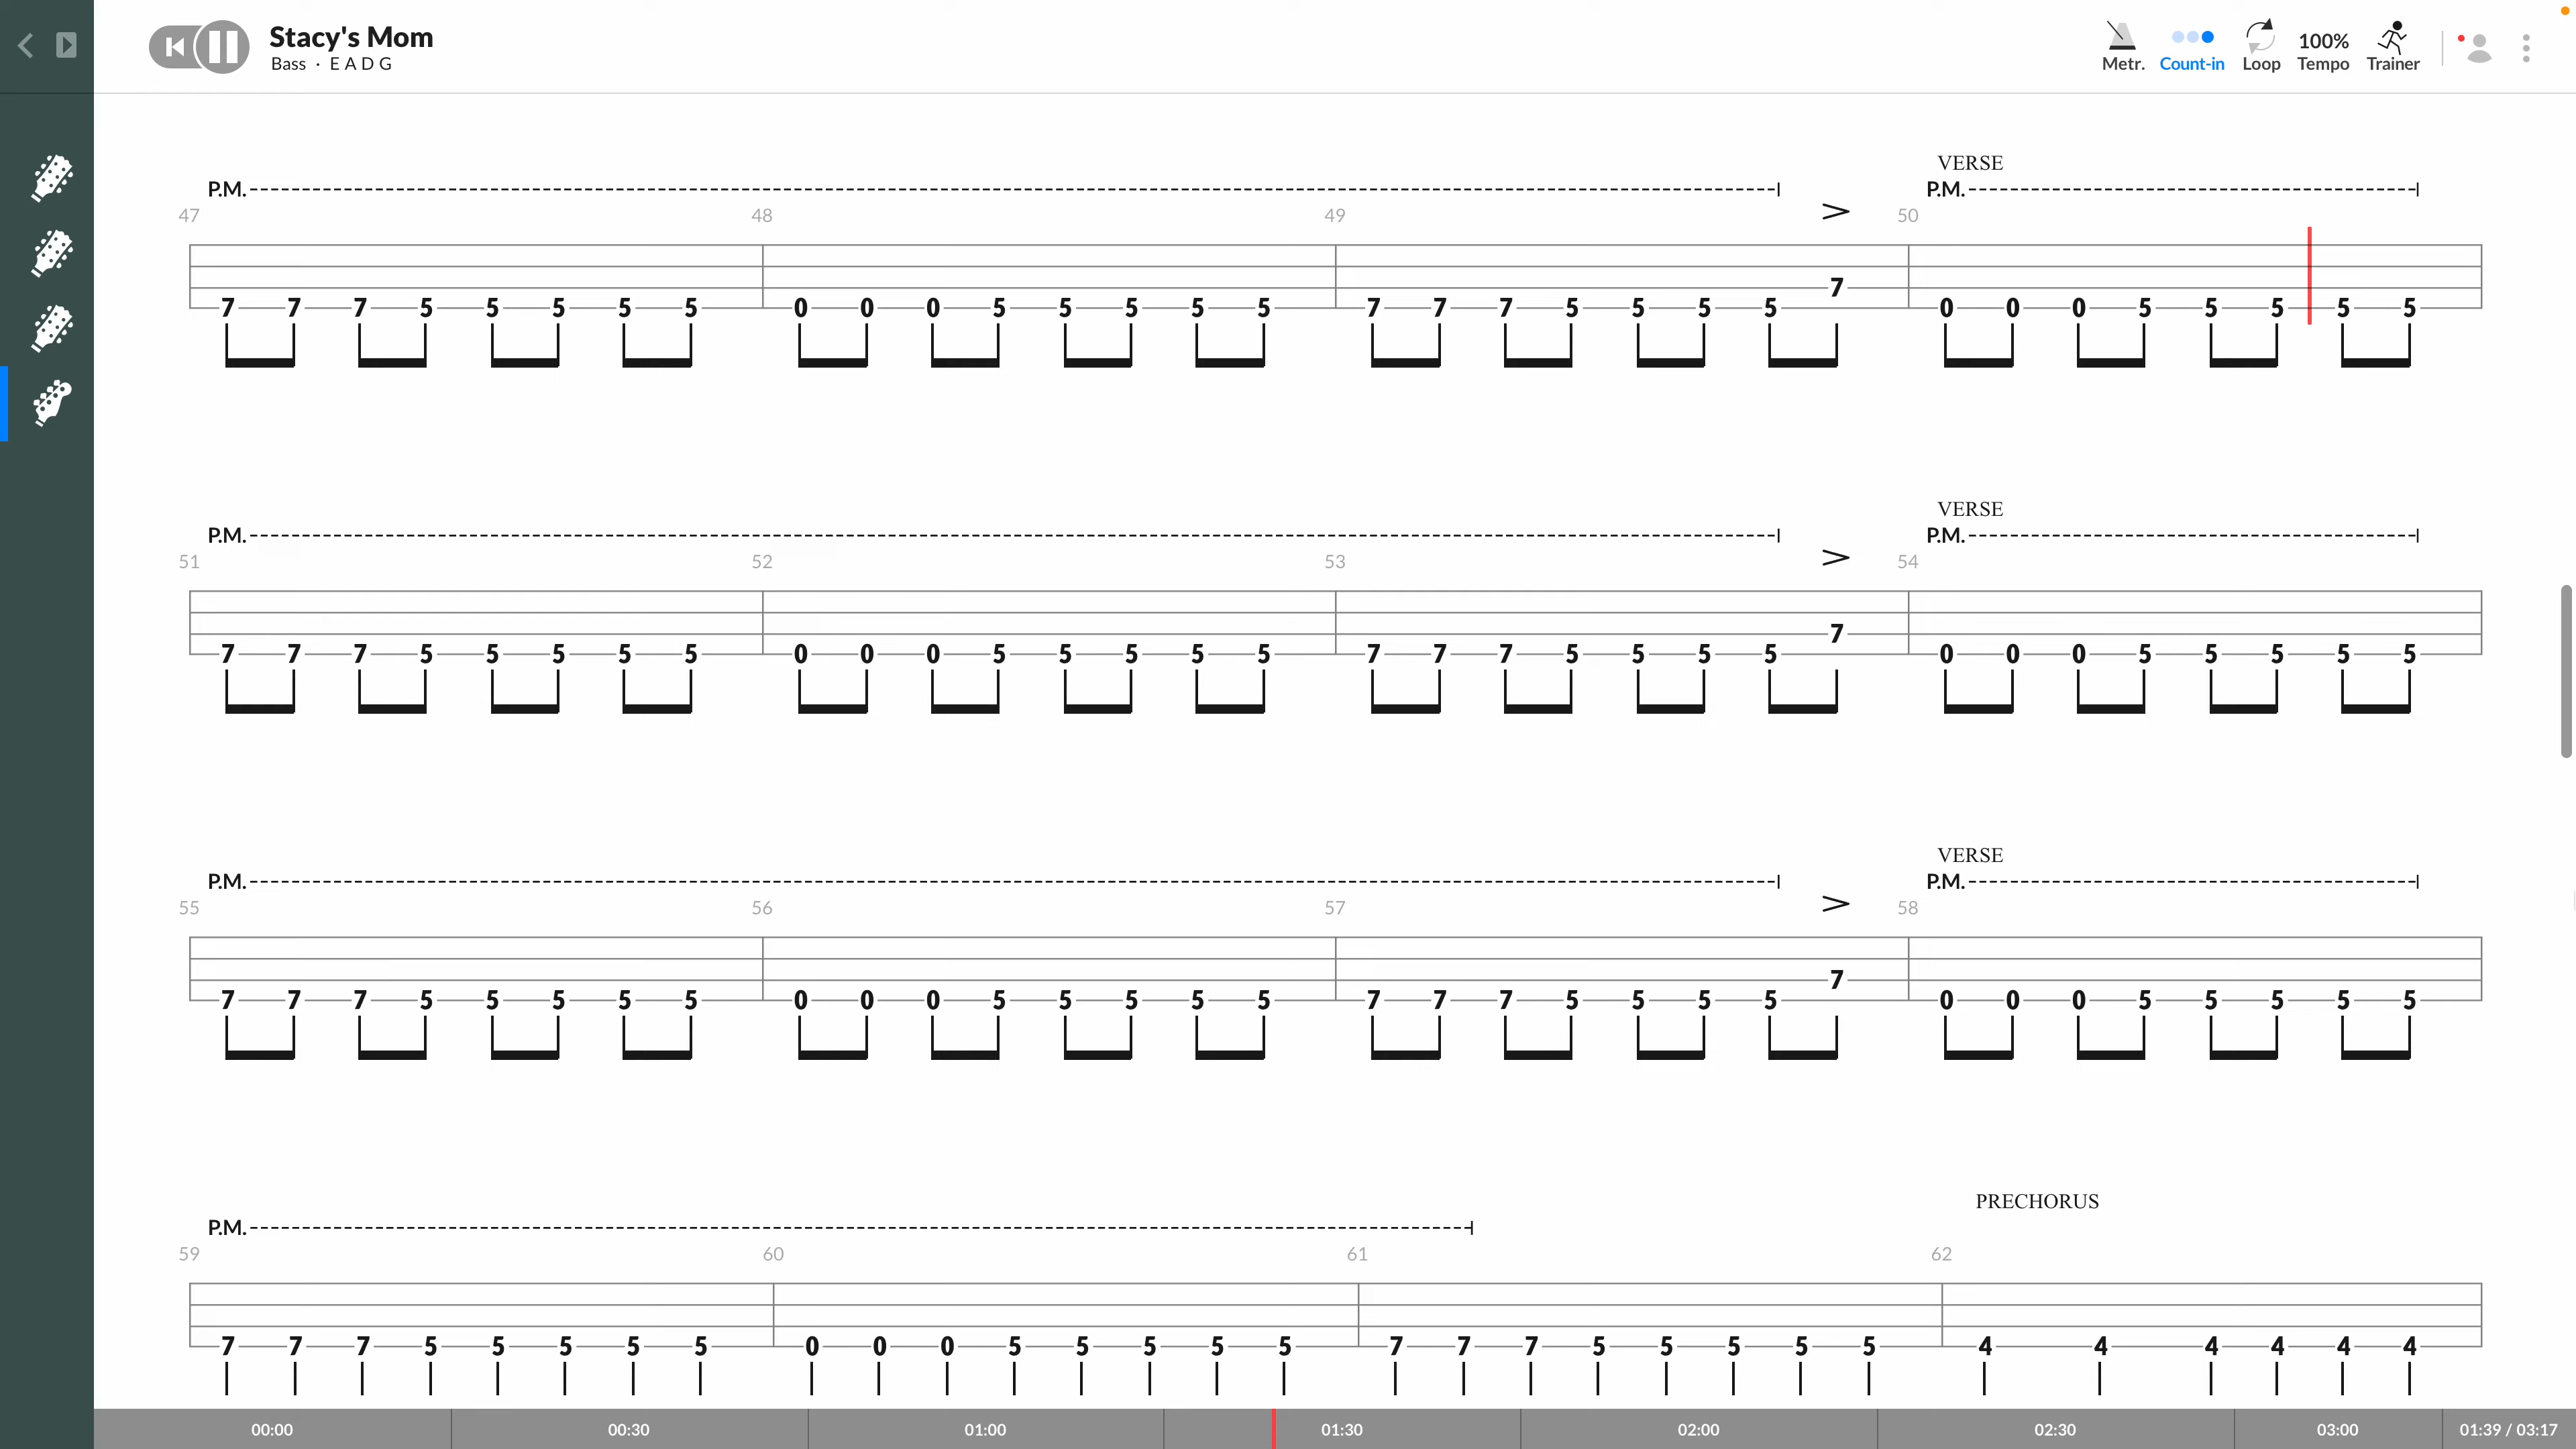 Stacy's Mom
Bass · E A D G
Metr.
Count-in
Loop
100%
Tempo
Trainer
VERSE
P.M. P.M.
47 48 49 > 50
7
7 7 7 5 5 5 5 5 0 0 0 5 5 5 5 5 7 7 7 5 5 5 5 0 0 0 5 5 5 5 5
VERSE
P.M. P.M.
51 52 53 > 54
7
7 7 7 5 5 5 5 5 0 0 0 5 5 5 5 5 7 7 7 5 5 5 5 0 0 0 5 5 5 5 5
VERSE
P.M. P.M.
55 56 57 > 58
7
7 7 7 5 5 5 5 5 0 0 0 5 5 5 5 5 7 7 7 5 5 5 5 0 0 0 5 5 5 5 5
PRECHORUS
P.M.
59 60 61 62
7 7 7 5 5 5 5 5 0 0 0 5 5 5 5 5 7 7 7 5 5 5 5 5 4 4 4 4 4 4
00:00 00:30 01:00 01:30 02:00 02:30 03:00 01:39 / 03:17